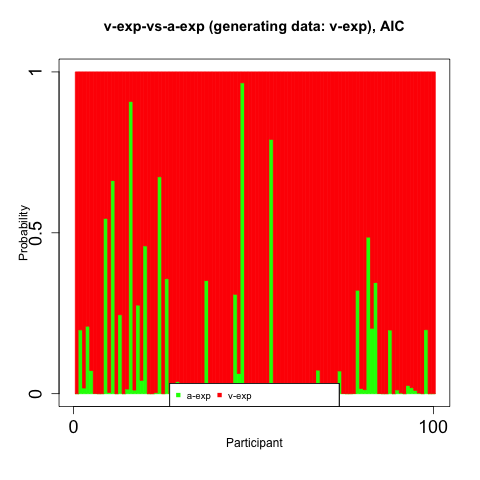 v-exp-vs-a-exp (generating data: v-exp), AIC
1
Probability
0.5
0
a-exp v-exp
0 100
Participant